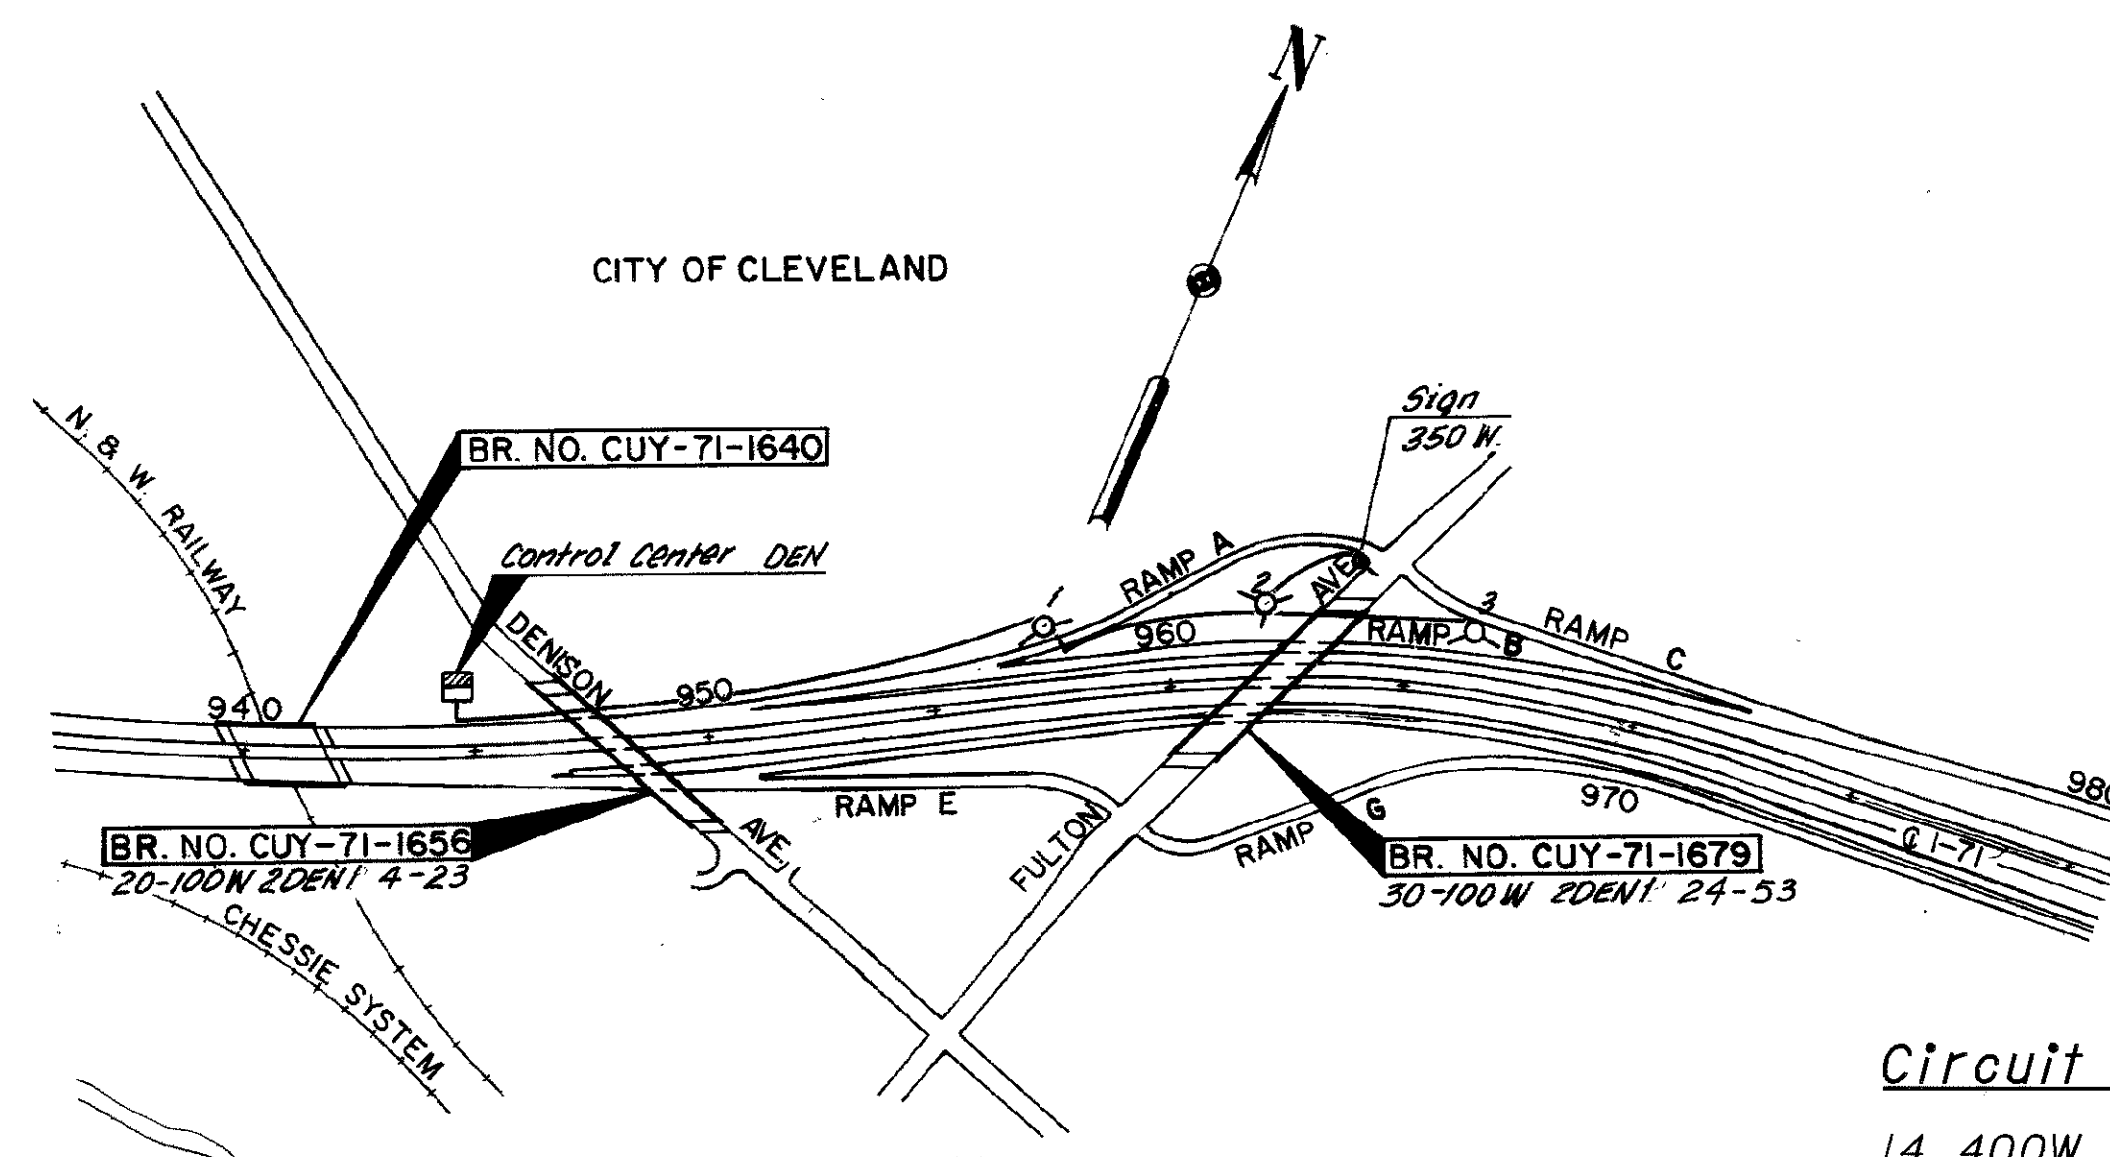 N
CITY OF CLEVELAND
Sign
350 W.
BR. NO. CUY-71-1640
N. & W. RAILWAY
Control Center DEN
RAMP A
1
2
3
DENISON
AVE.
AVE
RAMP B
RAMP C
940
950
960
970
980
RAMP E
FULTON
RAMP G
℄ I-71
BR. NO. CUY-71-1656
20-100W 2DEN1 4-23
BR. NO. CUY-71-1679
30-100W 2DEN1 24-53
CHESSIE SYSTEM
Circuit
14 400W